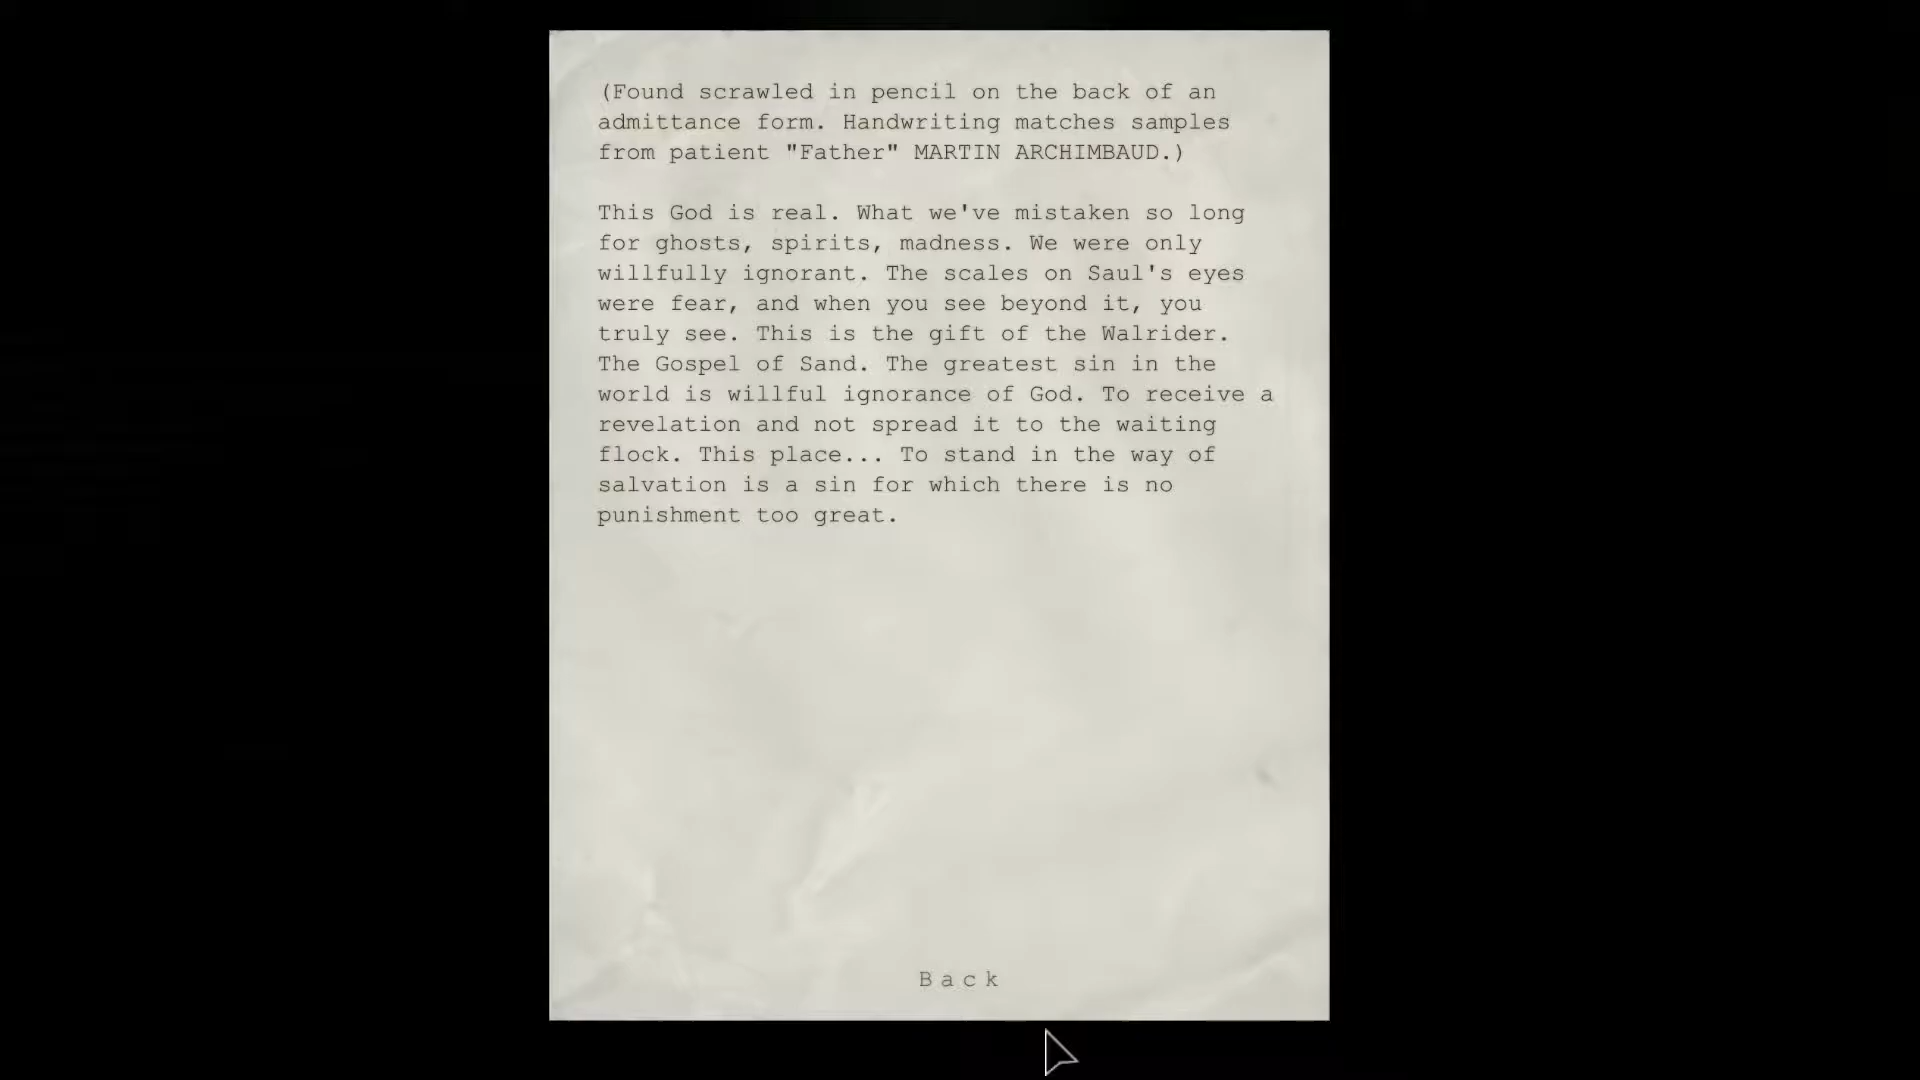 (Found scrawled in pencil on the back of an
admittance form. Handwriting matches samples
from patient "Father" MARTIN ARCHIMBAUD.)
This God is real. What we've mistaken so long
for ghosts, spirits, madness. We were only
willfully ignorant. The scales on Saul's eyes
were fear, and when you see beyond it, you
truly see. This is the gift of the Walrider.
The Gospel of Sand. The greatest sin in the
world is willful ignorance of God. To receive a
revelation and not spread it to the waiting
flock. This place... To stand in the way of
salvation is a sin for which there is no
punishment too great.
Back